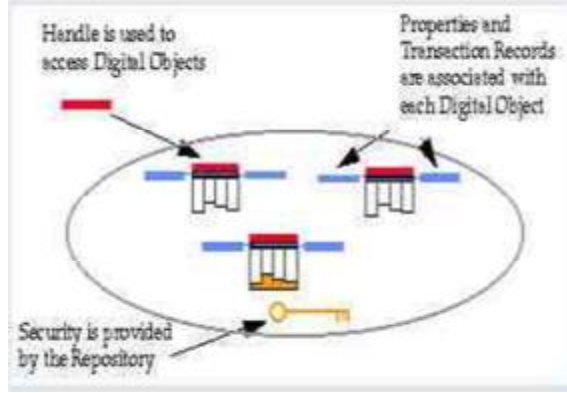 Handle is used to
access Digital Objects
Properties and
Transaction Records
are associated with
each Digital Object
Security is provided
by the Repository